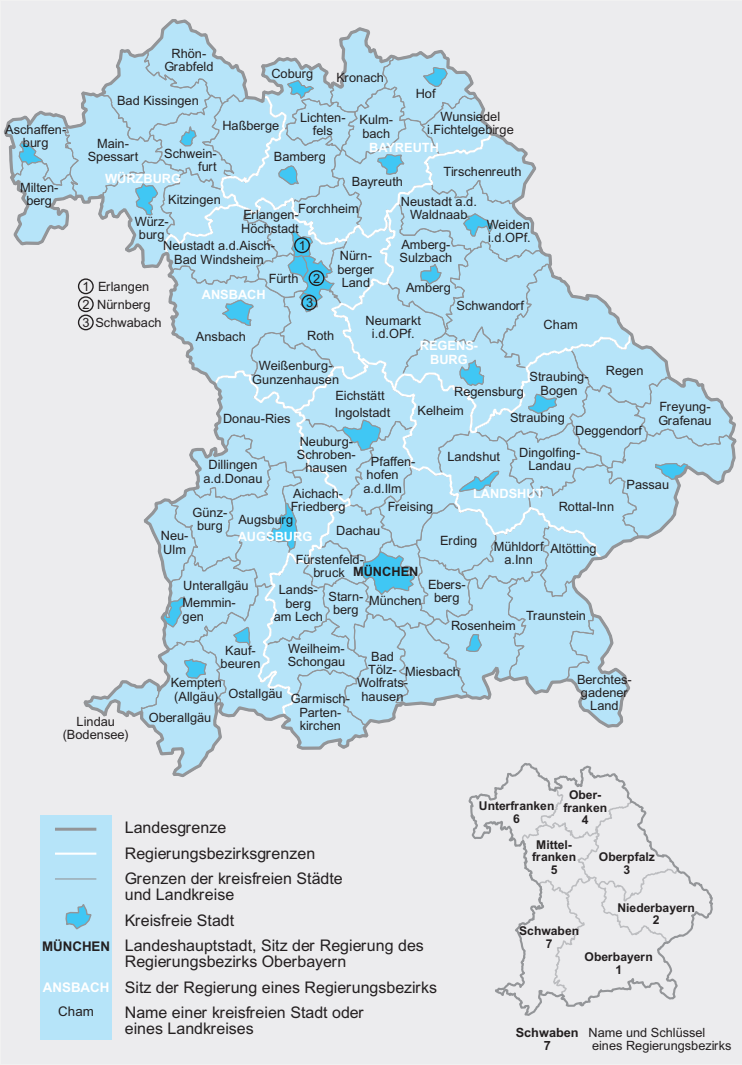 Rhön-
Grabfeld
Coburg
Kronach
Hof
Bad Kissingen
Haßberge
Lichten-
fels
Kulm-
bach
Wunsiedel
i.Fichtelgebirge
Aschaffen-
burg
Main-
Spessart
Schwein-
furt
Bamberg
BAYREUTH
Bayreuth
Tirschenreuth
Milten-
berg
WÜRZBURG
Kitzingen
Würz-
burg
Forchheim
Neustadt a.d.
Waldnaab
Weiden
i.d.OPf.
Erlangen-
Höchstadt
Neustadt a.d.Aisch-
Bad Windsheim
1
2
3
Fürth
Nürn-
berger
Land
Amberg-
Sulzbach
Amberg
1 Erlangen
2 Nürnberg
3 Schwabach
ANSBACH
Ansbach
Roth
Neumarkt
i.d.OPf.
Schwandorf
Cham
REGENS-
BURG
Regensburg
Weißenburg-
Gunzenhausen
Straubing-
Bogen
Straubing
Regen
Eichstätt
Ingolstadt
Kelheim
Freyung-
Grafenau
Donau-Ries
Deggendorf
Neuburg-
Schroben-
hausen
Pfaffen-
hofen
a.d.Ilm
Landshut
LANDSHUT
Dingolfing-
Landau
Passau
Dillingen
a.d.Donau
Rottal-Inn
Aichach-
Friedberg
Freising
Günz-
burg
Augsburg
AUGSBURG
Neu-
Ulm
Dachau
Erding
Mühldorf
a.Inn
Altötting
Fürstenfeld-
bruck
MÜNCHEN
München
Ebers-
berg
Unterallgäu
Memmin-
gen
Lands-
berg
am Lech
Starn-
berg
Rosenheim
Traunstein
Kauf-
beuren
Weilheim-
Schongau
Bad
Tölz-
Wolfrats-
hausen
Miesbach
Berchtes-
gadener
Land
Kempten
(Allgäu)
Ostallgäu
Garmisch-
Parten-
kirchen
Lindau
(Bodensee)
Oberallgäu
Landesgrenze
Regierungsbezirksgrenzen
Grenzen der kreisfreien Städte
und Landkreise
Kreisfreie Stadt
MÜNCHEN Landeshauptstadt, Sitz der Regierung des
Regierungsbezirks Oberbayern
ANSBACH Sitz der Regierung eines Regierungsbezirks
Cham Name einer kreisfreien Stadt oder
eines Landkreises
Unterfranken
6
Ober-
franken
4
Mittel-
franken
5
Oberpfalz
3
Niederbayern
2
Schwaben
7
Oberbayern
1
Schwaben Name und Schlüssel
7 eines Regierungsbezirks